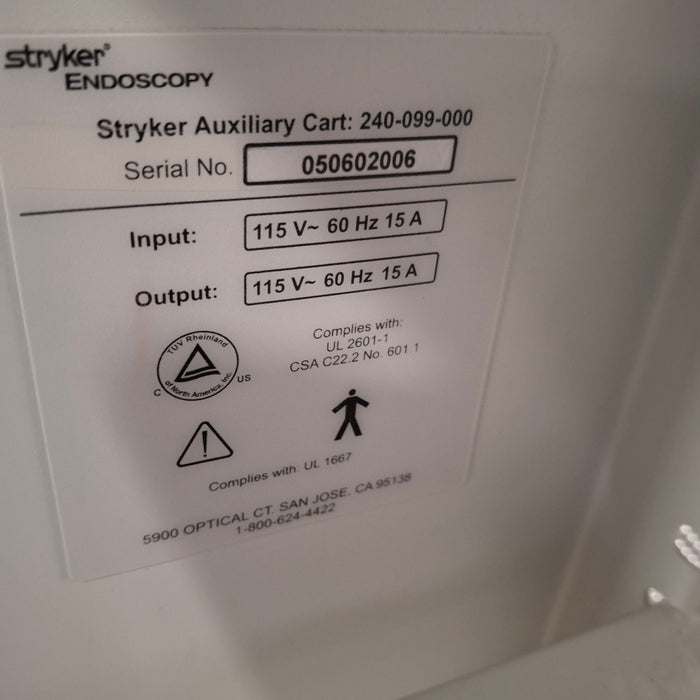 stryker®
ENDOSCOPY
Stryker Auxiliary Cart: 240-099-000
Serial No. 050602006
Input: 115 V~ 60 Hz 15 A
Output: 115 V~ 60 Hz 15 A
TUV Rheinland
of North America, Inc.
C US
Complies with:
UL 2601-1
CSA C22.2 No. 601.1
Complies with: UL 1667
5900 OPTICAL CT. SAN JOSE, CA 95138
1-800-624-4422